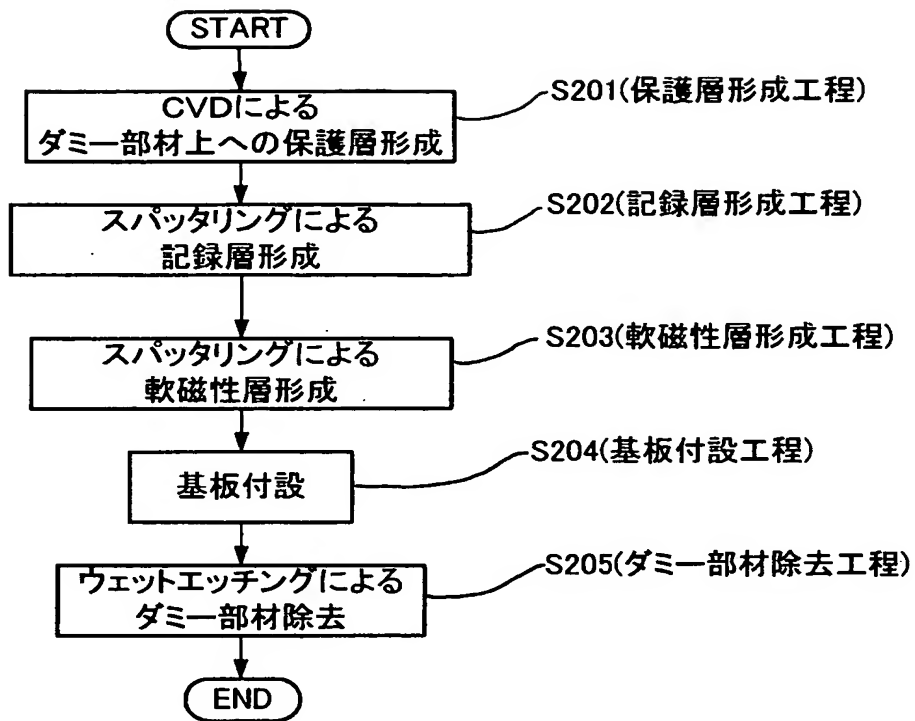 START
CVDによる
ダミー部材上への保護層形成
S201(保護層形成工程)
スパッタリングによる
記録層形成
S202(記録層形成工程)
スパッタリングによる
軟磁性層形成
S203(軟磁性層形成工程)
基板付設
S204(基板付設工程)
ウェットエッチングによる
ダミー部材除去
S205(ダミー部材除去工程)
END